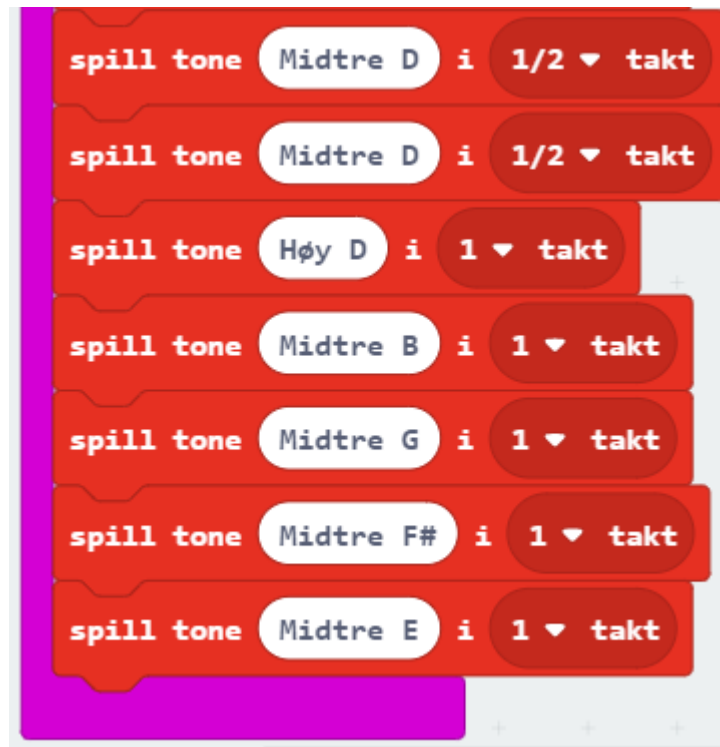 spill tone Midtre D i 1/2 takt
spill tone Midtre D i 1/2 takt
spill tone Høy D i 1 takt
spill tone Midtre B i 1 takt
spill tone Midtre G i 1 takt
spill tone Midtre F# i 1 takt
spill tone Midtre E i 1 takt